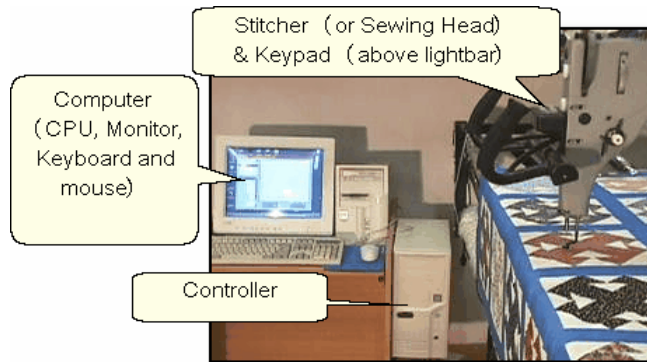 Stitcher (or Sewing Head)
& Keypad (above lightbar)
Computer
(CPU, Monitor,
Keyboard and
mouse)
Controller